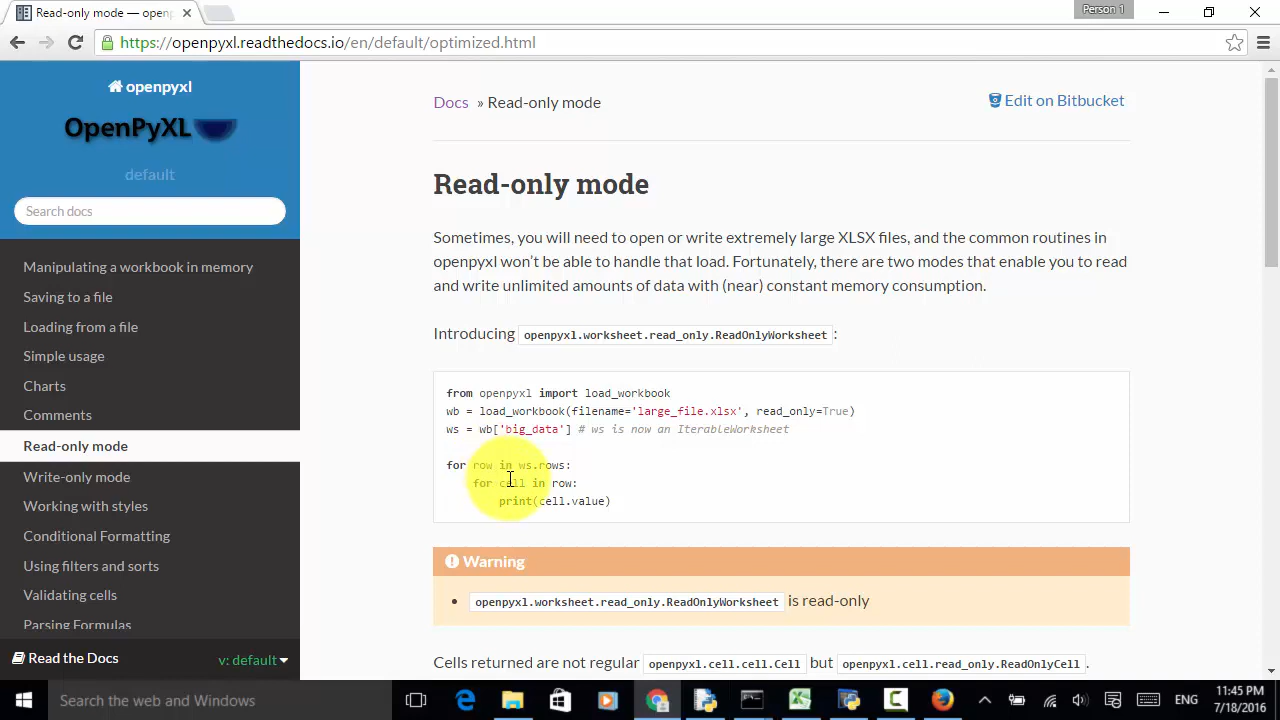 Read-only mode — openp
Person 1
https://openpyxl.readthedocs.io/en/default/optimized.html
openpyxl
OpenPyXL
default
Search docs
Manipulating a workbook in memory
Saving to a file
Loading from a file
Simple usage
Charts
Comments
Read-only mode
Write-only mode
Working with styles
Conditional Formatting
Using filters and sorts
Validating cells
Parsing Formulas
Read the Docs
v: default
Docs » Read-only mode
Edit on Bitbucket
Read-only mode
Sometimes, you will need to open or write extremely large XLSX files, and the common routines in
openpyxl won't be able to handle that load. Fortunately, there are two modes that enable you to read
and write unlimited amounts of data with (near) constant memory consumption.
Introducing openpyxl.worksheet.read_only.ReadOnlyWorksheet:
from openpyxl import load_workbook
wb = load_workbook(filename='large_file.xlsx', read_only=True)
ws = wb['big_data'] # ws is now an IterableWorksheet
for row in ws.rows:
for cell in row:
print(cell.value)
Warning
• openpyxl.worksheet.read_only.ReadOnlyWorksheet is read-only
Cells returned are not regular openpyxl.cell.cell.Cell but openpyxl.cell.read_only.ReadOnlyCell.
Search the web and Windows
ENG
11:45 PM
7/18/2016